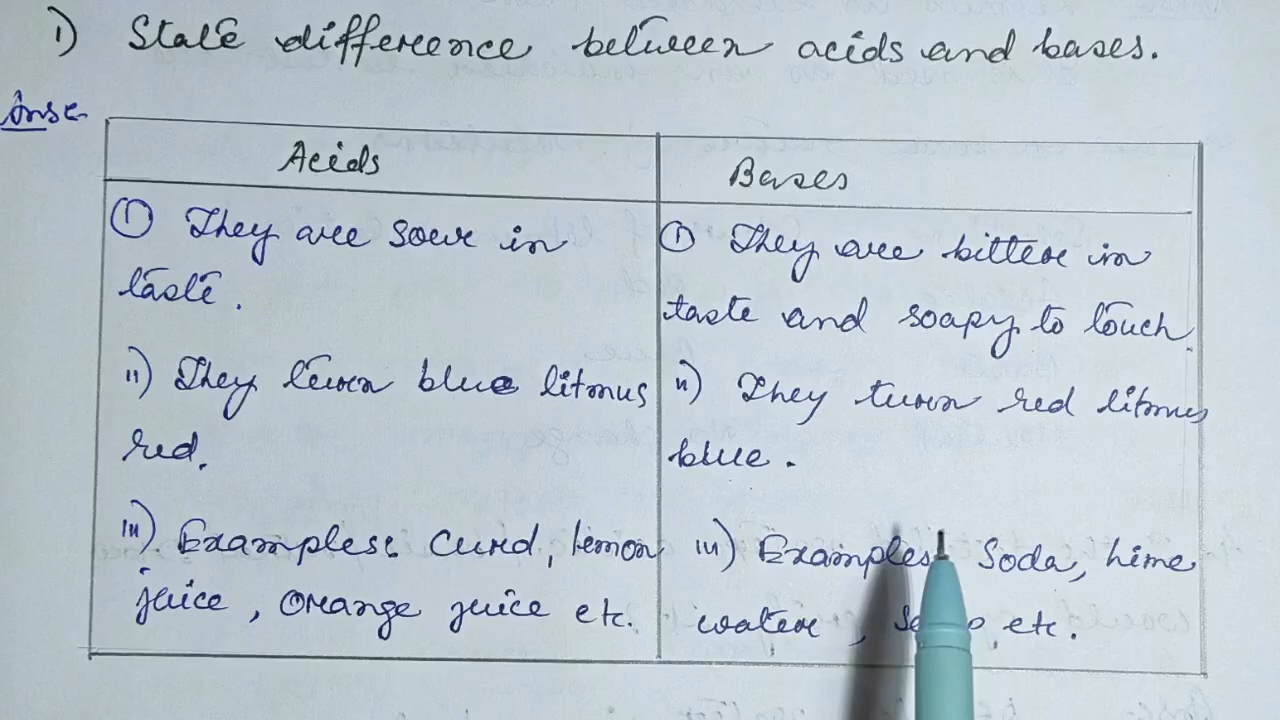 i) State difference between acids and bases.
Ans:-
Acids
Bases
① They are sour in
taste.
ii) They turn blue litmus
red.
iii) Examples: Curd, lemon
juice, Orange juice etc.
① They are bitter in
taste and soapy to touch.
ii) They turn red litmus
blue.
iii) Examples Soda, lime
water, etc.